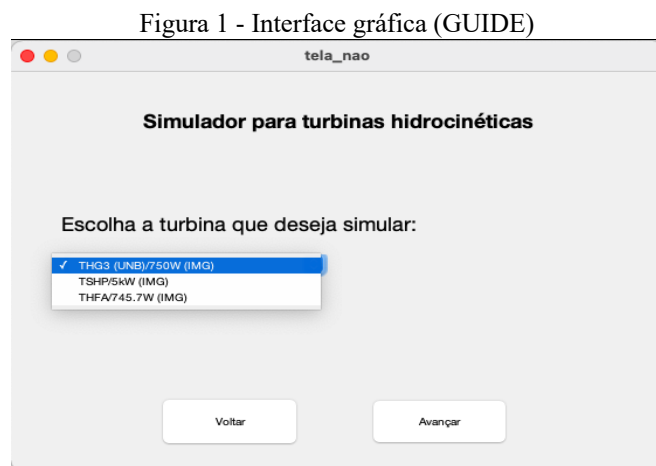 Figura 1 - Interface gráfica (GUIDE)
tela_nao
Simulador para turbinas hidrocinéticas
Escolha a turbina que deseja simular:
✓ THG3 (UNB)/750W (IMG)
TSHP/5kW (IMG)
THFA/745.7W (IMG)
Voltar
Avançar